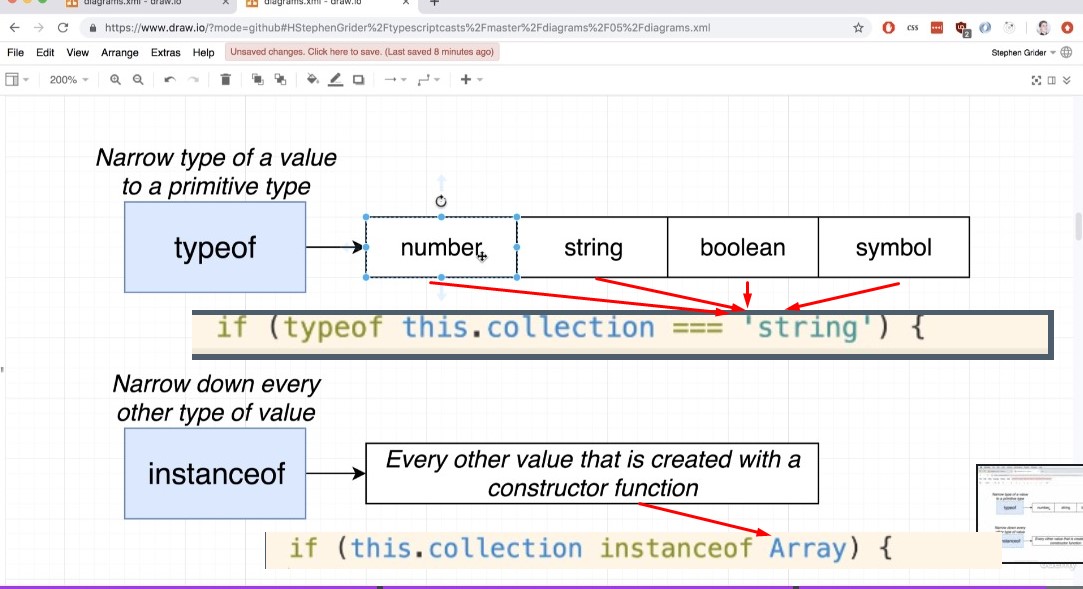 diagrams.xml - draw.io
diagrams.xml - draw.io
https://www.draw.io/?mode=github#HStephenGrider%2Ftypescriptcasts%2Fmaster%2Fdiagrams%2F05%2Fdiagrams.xml
File Edit View Arrange Extras Help Unsaved changes. Click here to save. (Last saved 8 minutes ago) Stephen Grider
200%
Narrow type of a value
to a primitive type
typeof number string boolean symbol
if (typeof this.collection === 'string') {
Narrow down every
other type of value
instanceof
Every other value that is created with a
constructor function
if (this.collection instanceof Array) {